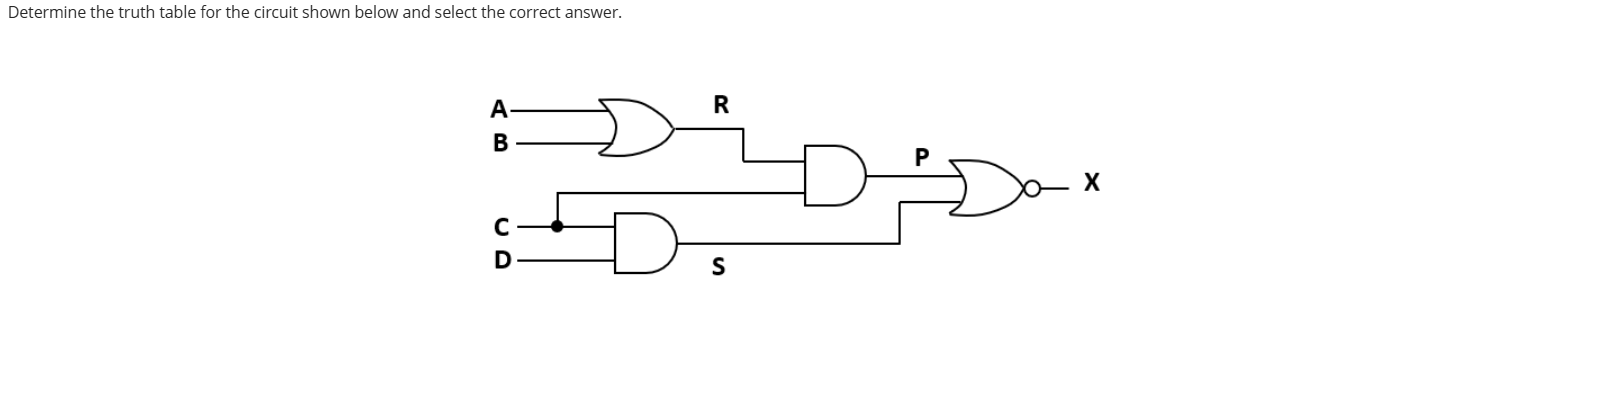 Determine the truth table for the circuit shown below and select the correct answer.
A
R
B
P
X
C
D
S